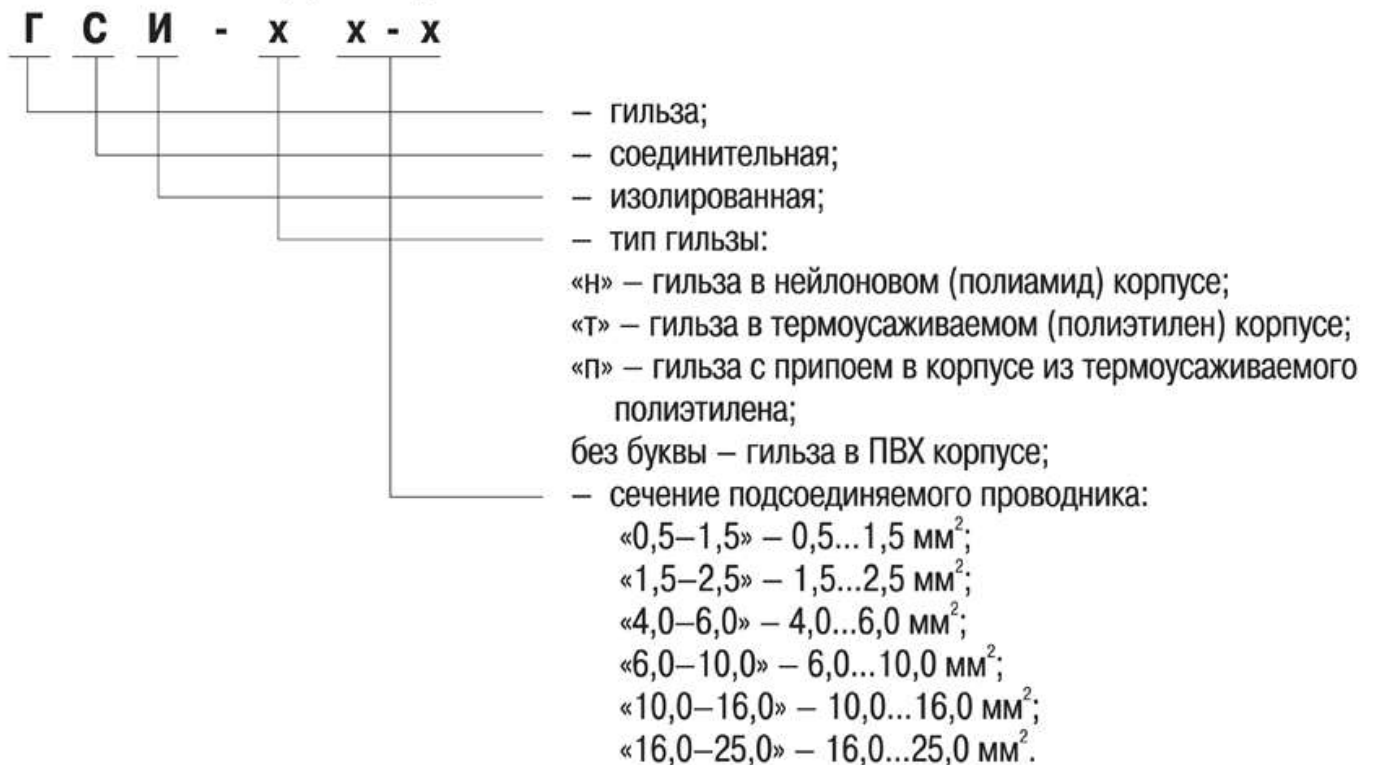 Г С И - х х - х
– гильза;
– соединительная;
– изолированная;
– тип гильзы:
«н» – гильза в нейлоновом (полиамид) корпусе;
«т» – гильза в термоусаживаемом (полиэтилен) корпусе;
«п» – гильза с припоем в корпусе из термоусаживаемого
полиэтилена;
без буквы – гильза в ПВХ корпусе;
– сечение подсоединяемого проводника:
«0,5–1,5» – 0,5...1,5 мм²;
«1,5–2,5» – 1,5...2,5 мм²;
«4,0–6,0» – 4,0...6,0 мм²;
«6,0–10,0» – 6,0...10,0 мм²;
«10,0–16,0» – 10,0...16,0 мм²;
«16,0–25,0» – 16,0...25,0 мм².